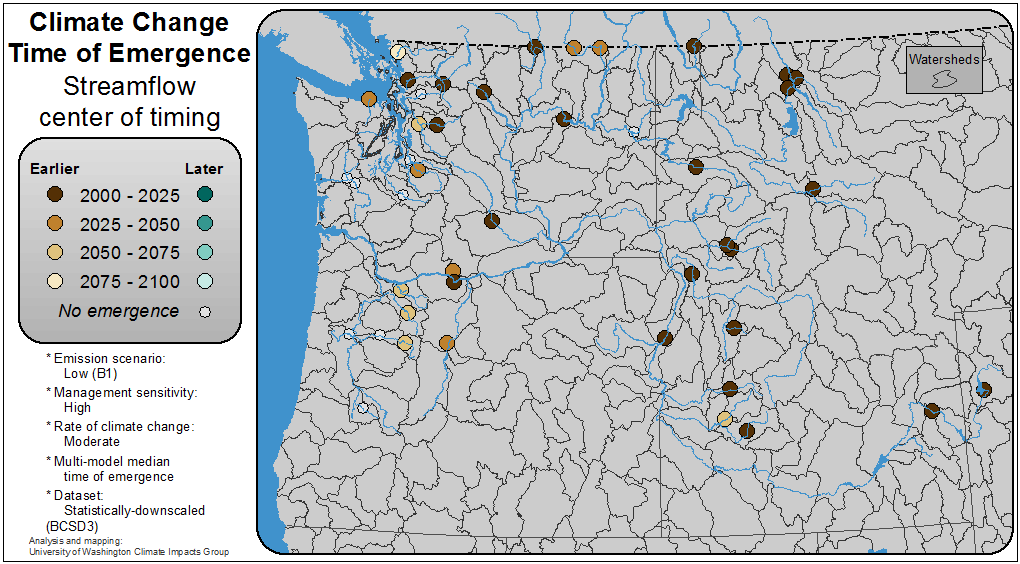 Climate Change
Time of Emergence
Streamflow
center of timing
Earlier Later
2000 - 2025
2025 - 2050
2050 - 2075
2075 - 2100
No emergence
* Emission scenario:
Low (B1)
* Management sensitivity:
High
* Rate of climate change:
Moderate
* Multi-model median
time of emergence
* Dataset:
Statistically-downscaled
(BCSD3)
Analysis and mapping:
University of Washington Climate Impacts Group
Watersheds